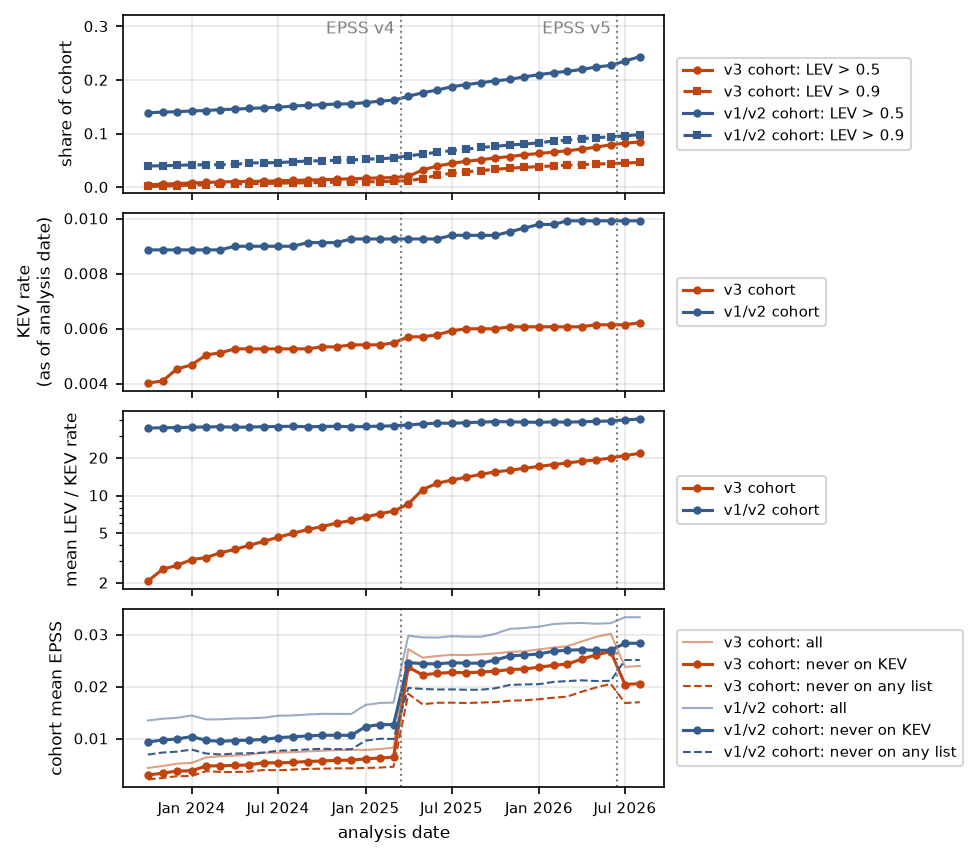 EPSS v4
EPSS v5
share of cohort
0.3
0.2
0.1
0.0
v3 cohort: LEV > 0.5
v3 cohort: LEV > 0.9
v1/v2 cohort: LEV > 0.5
v1/v2 cohort: LEV > 0.9
KEV rate
(as of analysis date)
0.010
0.008
0.006
0.004
v3 cohort
v1/v2 cohort
mean LEV / KEV rate
20
10
5
2
v3 cohort
v1/v2 cohort
cohort mean EPSS
0.03
0.02
0.01
v3 cohort: all
v3 cohort: never on KEV
v3 cohort: never on any list
v1/v2 cohort: all
v1/v2 cohort: never on KEV
v1/v2 cohort: never on any list
Jan 2024
Jul 2024
Jan 2025
Jul 2025
Jan 2026
Jul 2026
analysis date